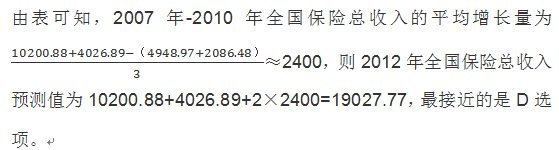 由表可知，2007 年-2010 年全国保险总收入的平均增长量为
10200.88+4026.89−（4948.97+2086.48）
3
≈2400，则 2012 年全国保险总收入
预测值为 10200.88+4026.89+2×2400=19027.77，最接近的是 D 选
项。